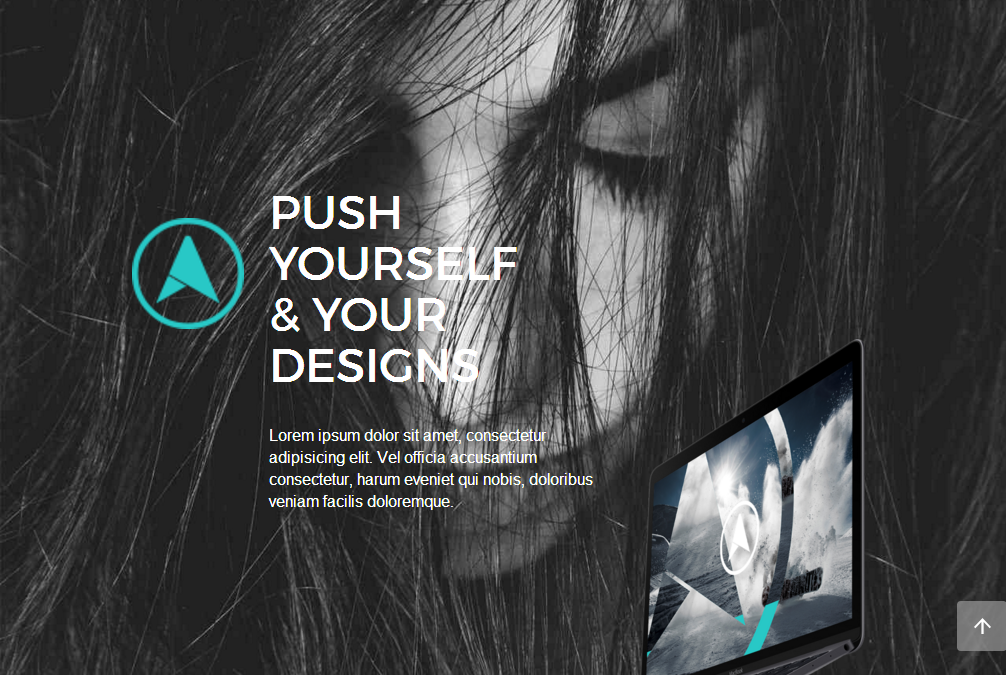 PUSH
YOURSELF
& YOUR
DESIGNS
Lorem ipsum dolor sit amet, consectetur
adipisicing elit. Vel officia accusantium
consectetur, harum eveniet qui nobis, doloribus
veniam facilis doloremque.